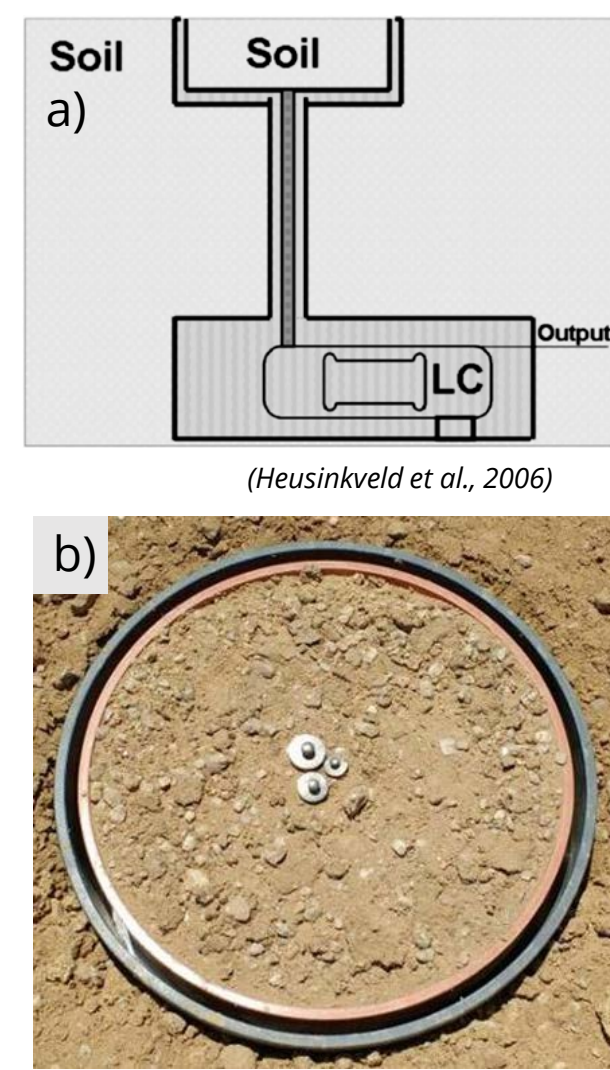 Soil
Soil
a)
Output
LC
(Heusinkveld et al., 2006)
b)